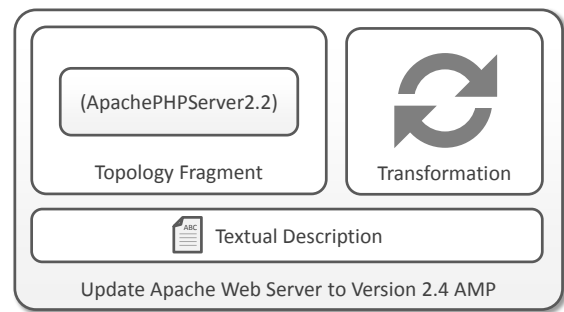 (ApachePHPServer2.2)
Topology Fragment
Transformation
ABC
Textual Description
Update Apache Web Server to Version 2.4 AMP